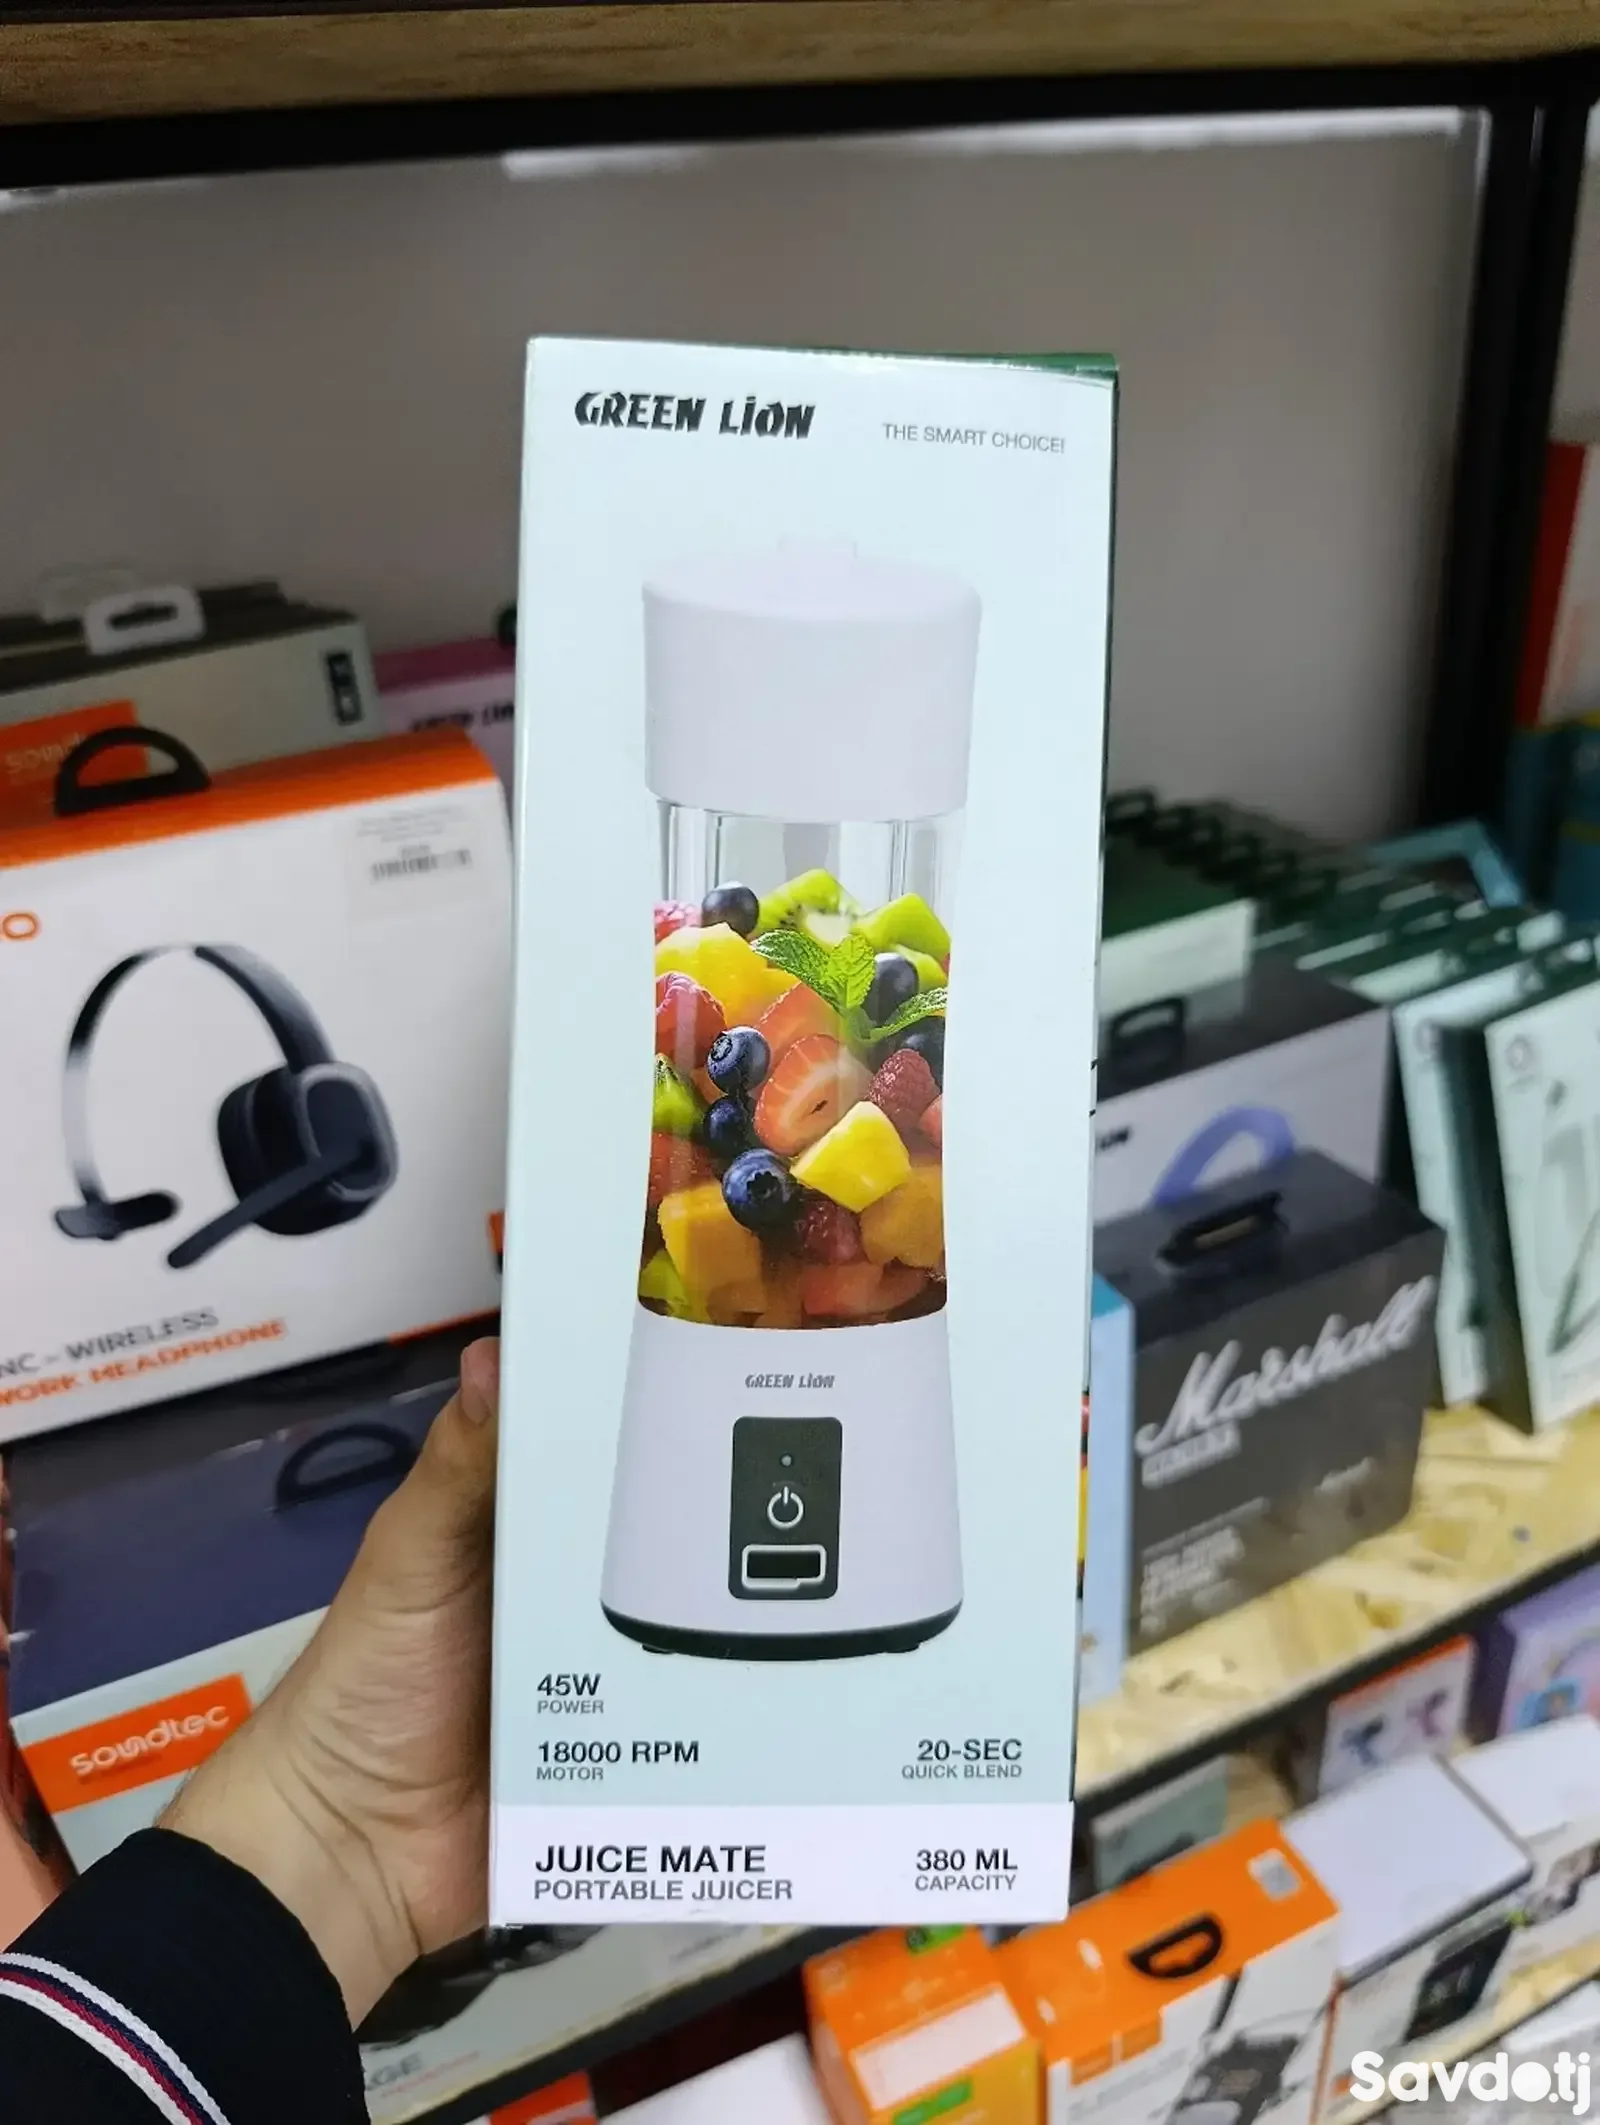 GREEN LION
THE SMART CHOICE!
GREEN LION
45W
POWER
18000 RPM
MOTOR
20-SEC
QUICK BLEND
JUICE MATE
PORTABLE JUICER
380 ML
CAPACITY
NC - WIRELESS
WORK HEADPHONE
soundtec
Marshall
Savdo.tj